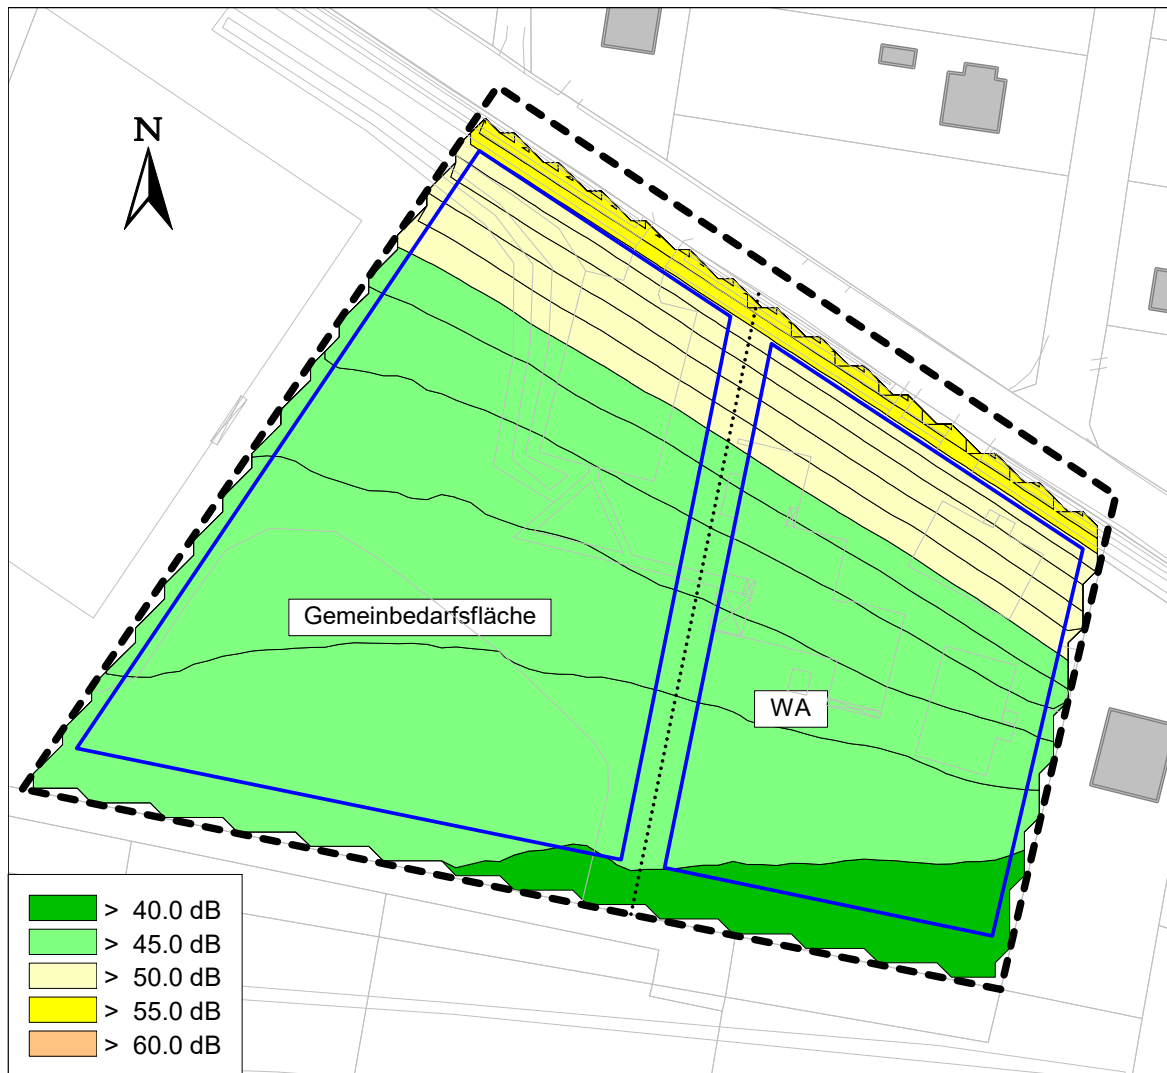 N
Gemeinbedarfsfläche
WA
> 40.0 dB
> 45.0 dB
> 50.0 dB
> 55.0 dB
> 60.0 dB